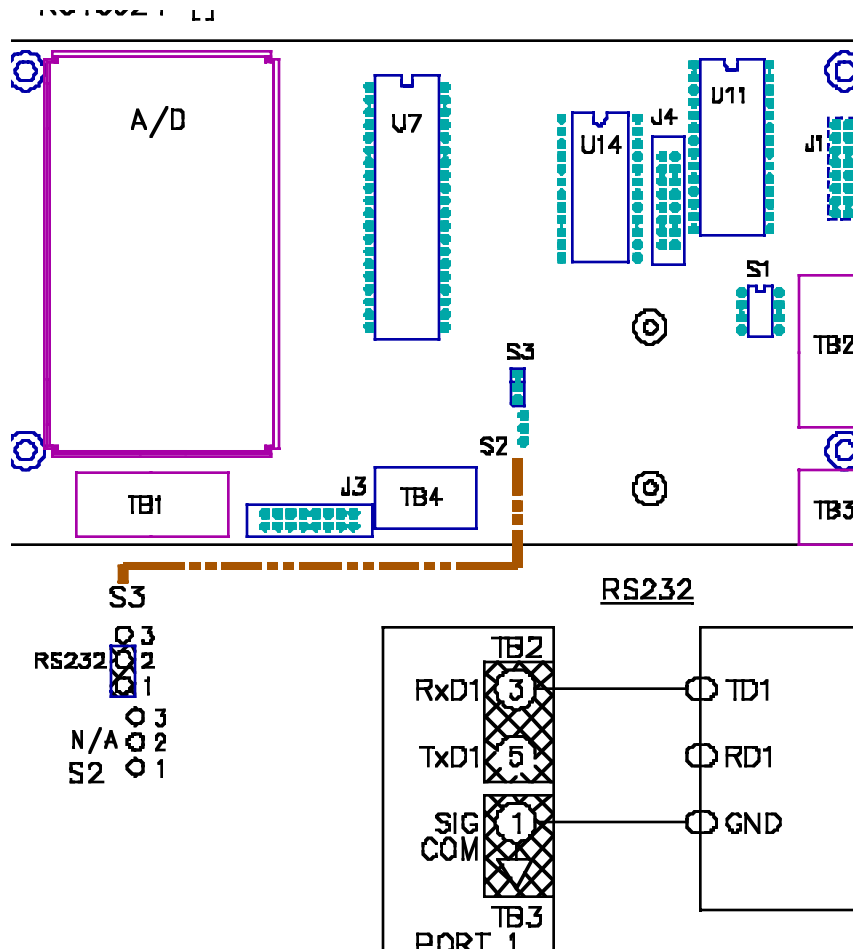 A/D
U7
U14
J4
U11
J1
S1
TB2
S3
S2
TB1
J3
TB4
TB3
S3
3
RS232 2
1
3
N/A 2
S2 1
RS232
TB2
RxD1 3 TD1
TxD1 5 RD1
SIG COM 1 GND
TB3
PORT 1